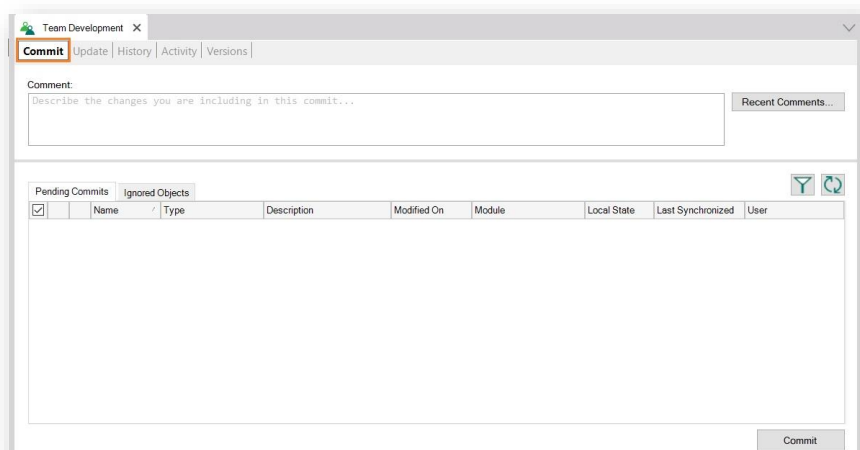 Team Development
Commit Update History Activity Versions
Comment:
Describe the changes you are including in this commit...
Recent Comments...
Pending Commits Ignored Objects
Name Type Description Modified On Module Local State Last Synchronized User
Commit